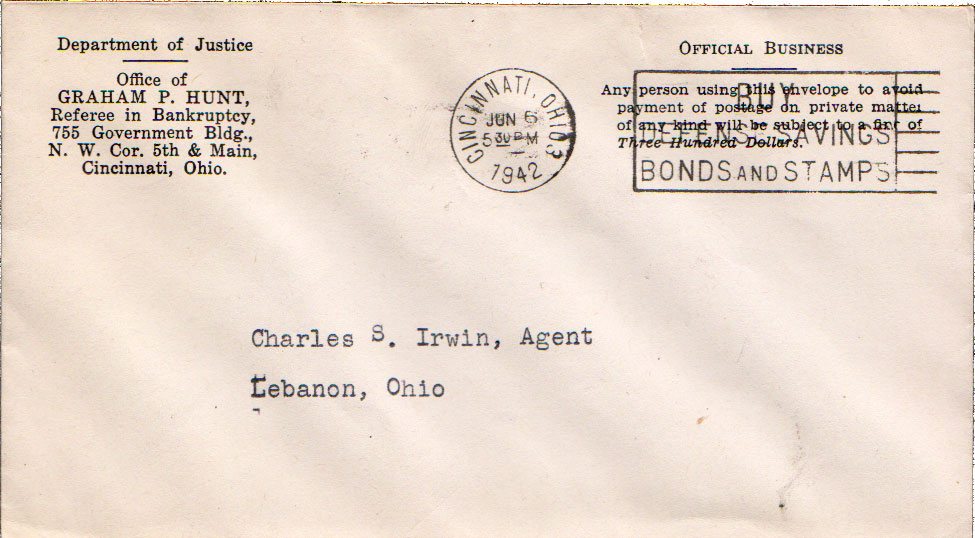 Department of Justice
Office of
GRAHAM P. HUNT,
Referee in Bankruptcy,
755 Government Bldg.,
N. W. Cor. 5th & Main,
Cincinnati, Ohio.
CINCINNATI, OHIO 3
JUN 5
5 30 PM
1942
OFFICIAL BUSINESS
Any person using this envelope to avoid
payment of postage on private matter
of any kind will be subject to a fine of
Three Hundred Dollars.
BUY
DEFENSE SAVINGS
BONDS AND STAMPS
Charles S. Irwin, Agent
Lebanon, Ohio